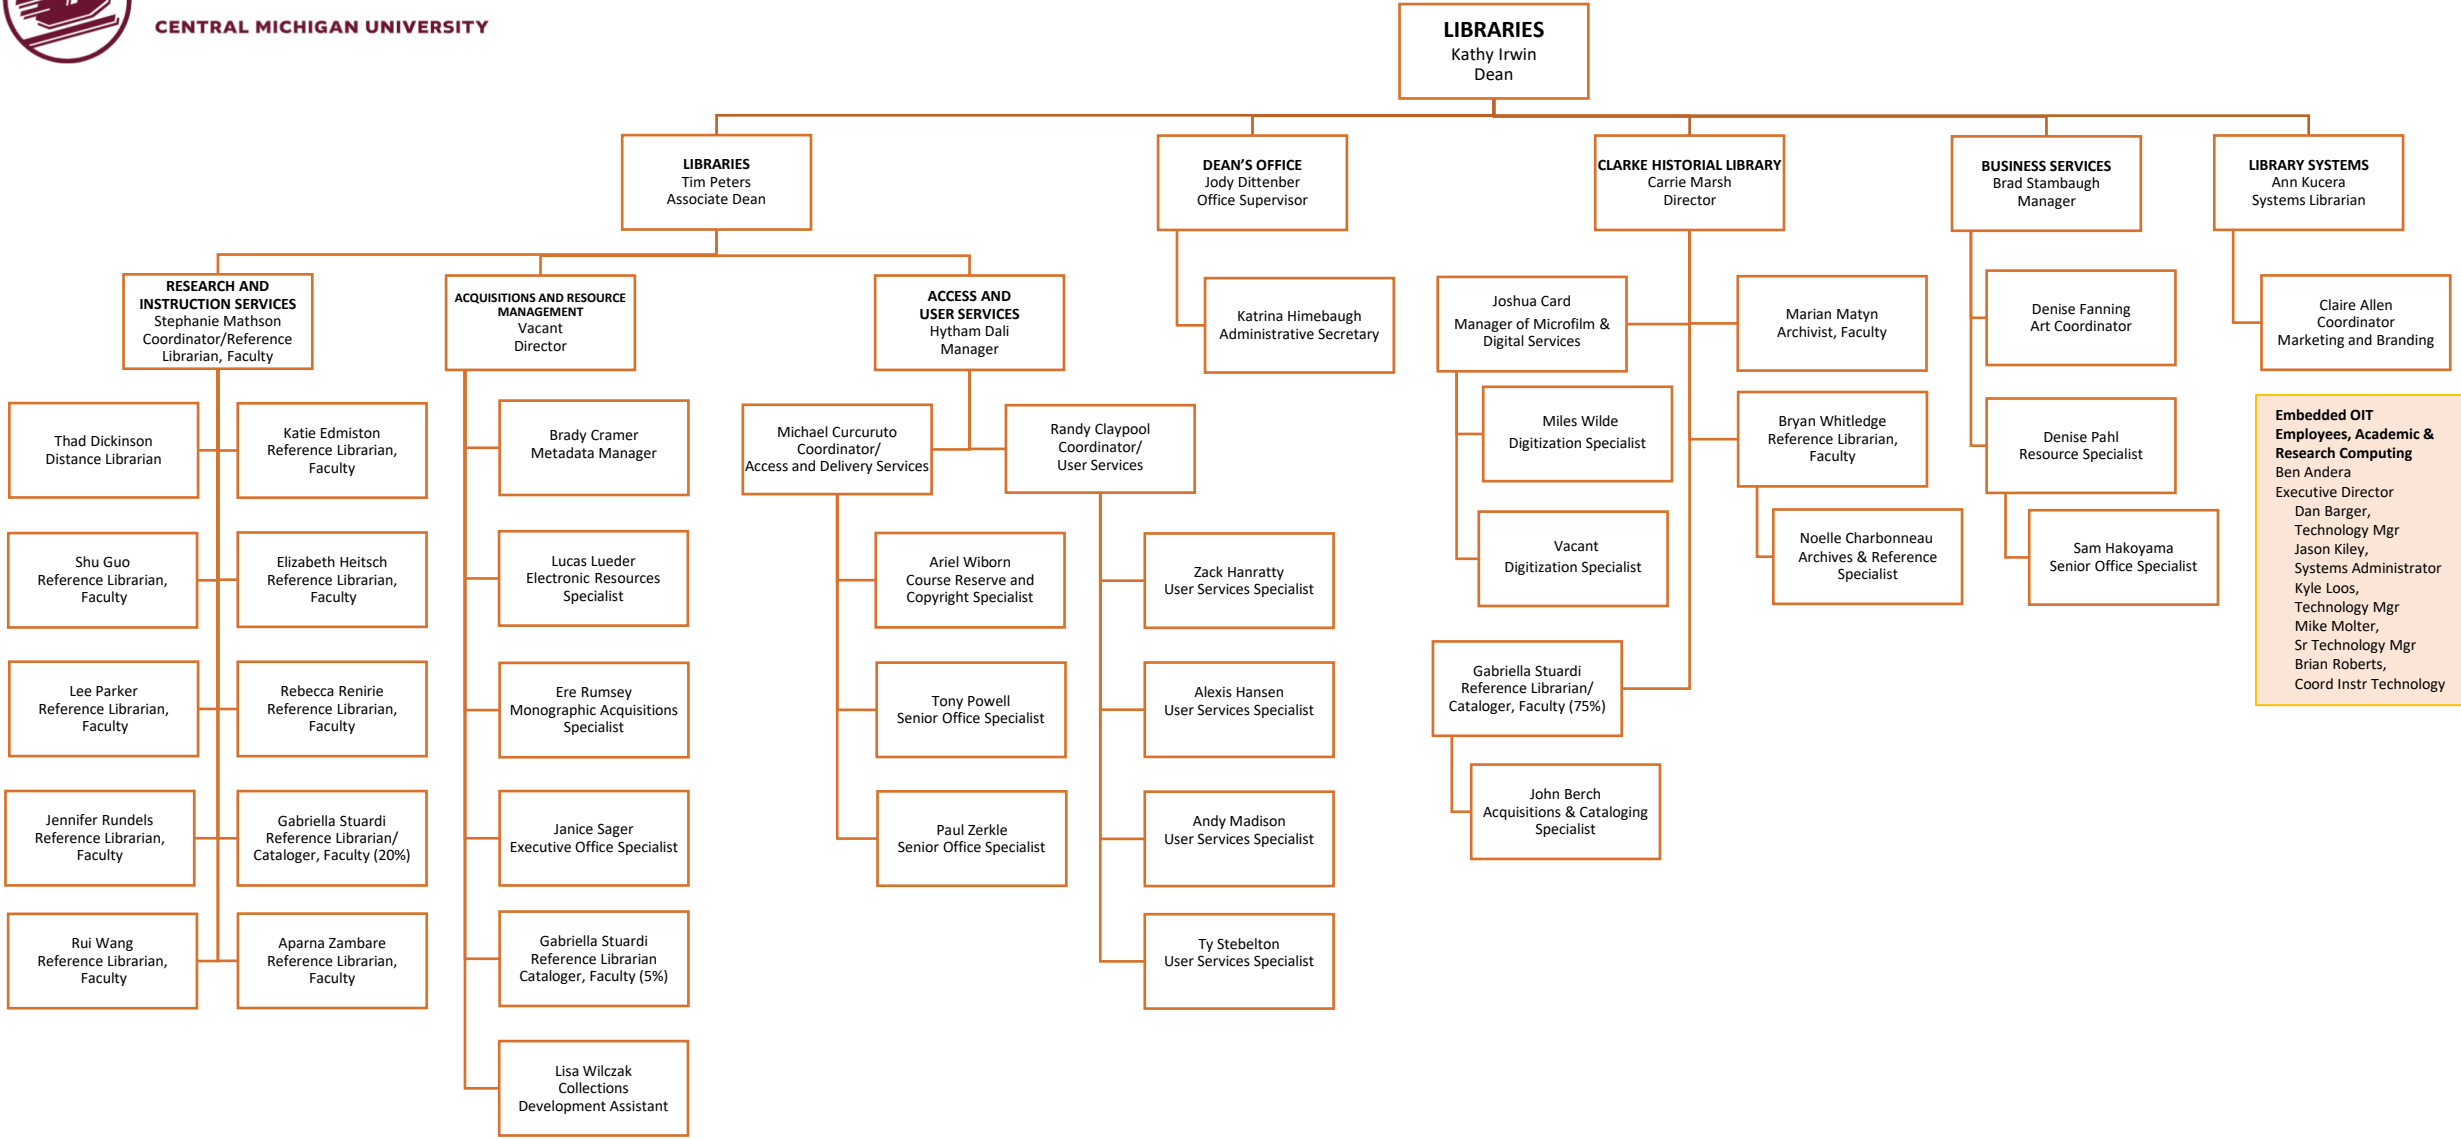 CENTRAL MICHIGAN UNIVERSITY
LIBRARIES
Kathy Irwin
Dean
LIBRARIES
Tim Peters
Associate Dean
DEAN'S OFFICE
Jody Dittenber
Office Supervisor
CLARKE HISTORIAL LIBRARY
Carrie Marsh
Director
BUSINESS SERVICES
Brad Stambaugh
Manager
LIBRARY SYSTEMS
Ann Kucera
Systems Librarian
RESEARCH AND
INSTRUCTION SERVICES
Stephanie Mathson
Coordinator/Reference
Librarian, Faculty
ACQUISITIONS AND RESOURCE
MANAGEMENT
Vacant
Director
ACCESS AND
USER SERVICES
Hytham Dali
Manager
Katrina Himebaugh
Administrative Secretary
Joshua Card
Manager of Microfilm &
Digital Services
Marian Matyn
Archivist, Faculty
Denise Fanning
Art Coordinator
Claire Allen
Coordinator
Marketing and Branding
Thad Dickinson
Distance Librarian
Katie Edmiston
Reference Librarian,
Faculty
Brady Cramer
Metadata Manager
Michael Curcuruto
Coordinator/
Access and Delivery Services
Randy Claypool
Coordinator/
User Services
Miles Wilde
Digitization Specialist
Bryan Whitledge
Reference Librarian,
Faculty
Denise Pahl
Resource Specialist
Embedded OIT
Employees, Academic &
Research Computing
Ben Andera
Executive Director
Dan Barger,
Technology Mgr
Jason Kiley,
Systems Administrator
Kyle Loos,
Technology Mgr
Mike Molter,
Sr Technology Mgr
Brian Roberts,
Coord Instr Technology
Shu Guo
Reference Librarian,
Faculty
Elizabeth Heitsch
Reference Librarian,
Faculty
Lucas Lueder
Electronic Resources
Specialist
Ariel Wiborn
Course Reserve and
Copyright Specialist
Zack Hanratty
User Services Specialist
Vacant
Digitization Specialist
Noelle Charbonneau
Archives & Reference
Specialist
Sam Hakoyama
Senior Office Specialist
Lee Parker
Reference Librarian,
Faculty
Rebecca Renirie
Reference Librarian,
Faculty
Ere Rumsey
Monographic Acquisitions
Specialist
Tony Powell
Senior Office Specialist
Alexis Hansen
User Services Specialist
Gabriella Stuardi
Reference Librarian/
Cataloger, Faculty (75%)
Jennifer Rundels
Reference Librarian,
Faculty
Gabriella Stuardi
Reference Librarian/
Cataloger, Faculty (20%)
Janice Sager
Executive Office Specialist
Paul Zerkle
Senior Office Specialist
Andy Madison
User Services Specialist
John Berch
Acquisitions & Cataloging
Specialist
Rui Wang
Reference Librarian,
Faculty
Aparna Zambare
Reference Librarian,
Faculty
Gabriella Stuardi
Reference Librarian
Cataloger, Faculty (5%)
Ty Stebelton
User Services Specialist
Lisa Wilczak
Collections
Development Assistant